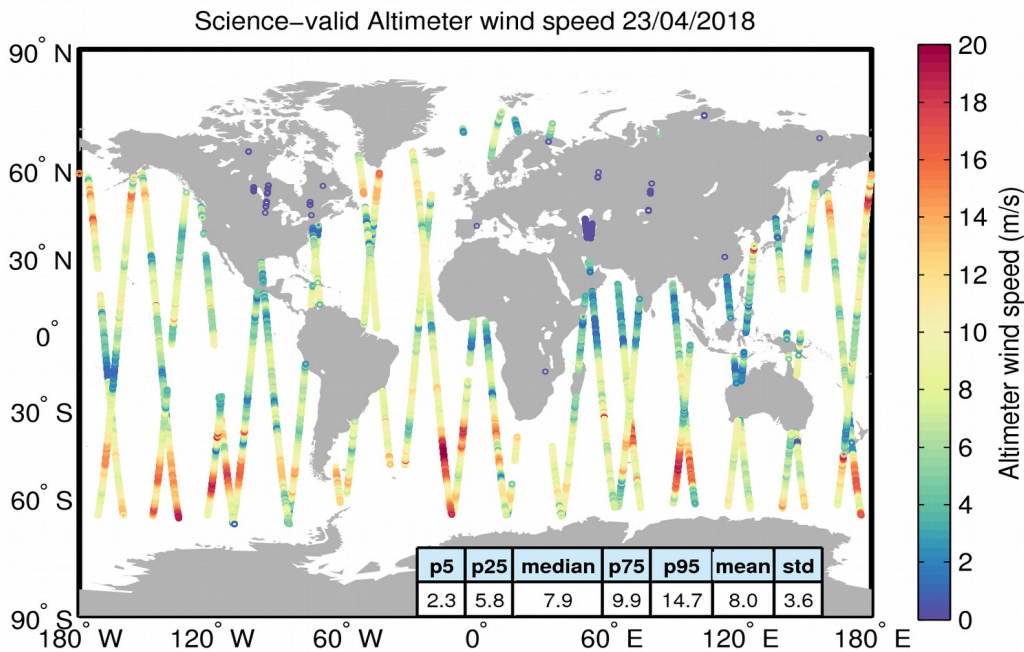 Science−valid Altimeter wind speed 23/04/2018
90° N
60° N
30° N
0°
30° S
60° S
90° S
180° W
120° W
60° W
0°
60° E
120° E
180° E
p5 p25 median p75 p95 mean std
2.3 5.8 7.9 9.9 14.7 8.0 3.6
20
18
16
14
12
10
8
6
4
2
0
Altimeter wind speed (m/s)